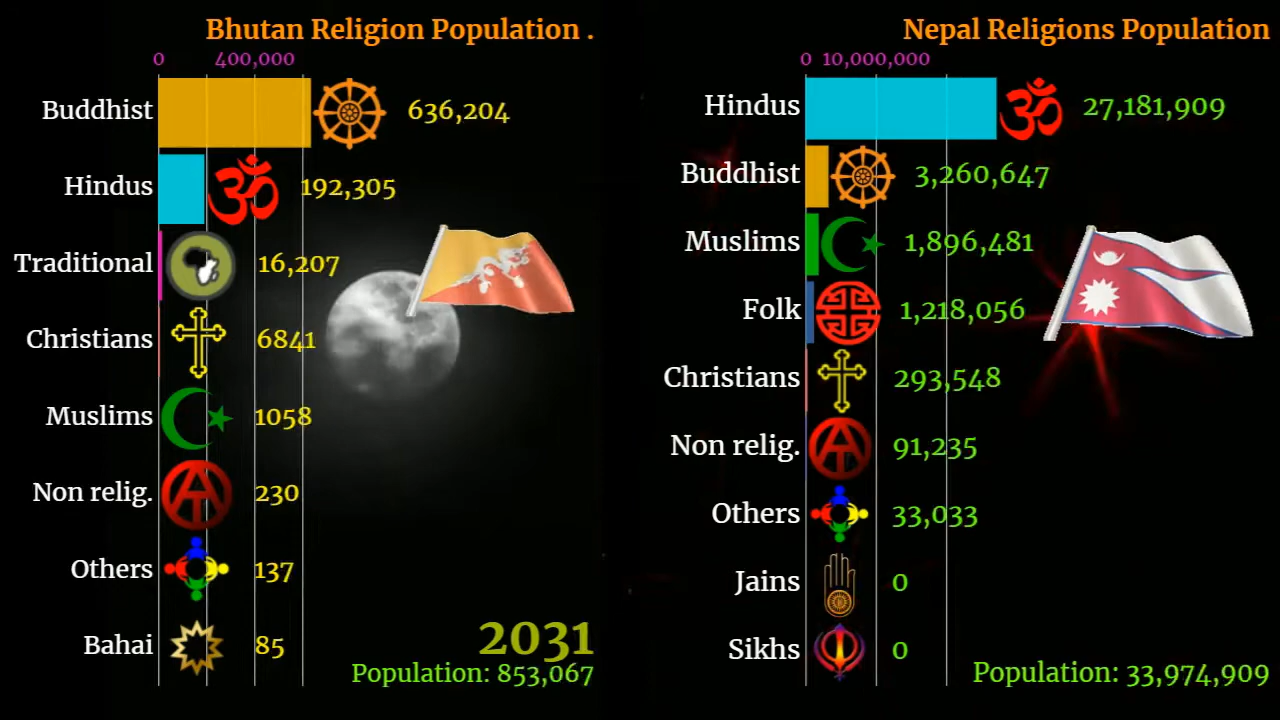 Bhutan Religion Population .
0 400,000
Buddhist 636,204
Hindus 192,305
Traditional 16,207
Christians 6841
Muslims 1058
Non relig. 230
Others 137
Bahai 85
2031
Population: 853,067
Nepal Religions Population
0 10,000,000
Hindus 27,181,909
Buddhist 3,260,647
Muslims 1,896,481
Folk 1,218,056
Christians 293,548
Non relig. 91,235
Others 33,033
Jains 0
Sikhs 0
Population: 33,974,909